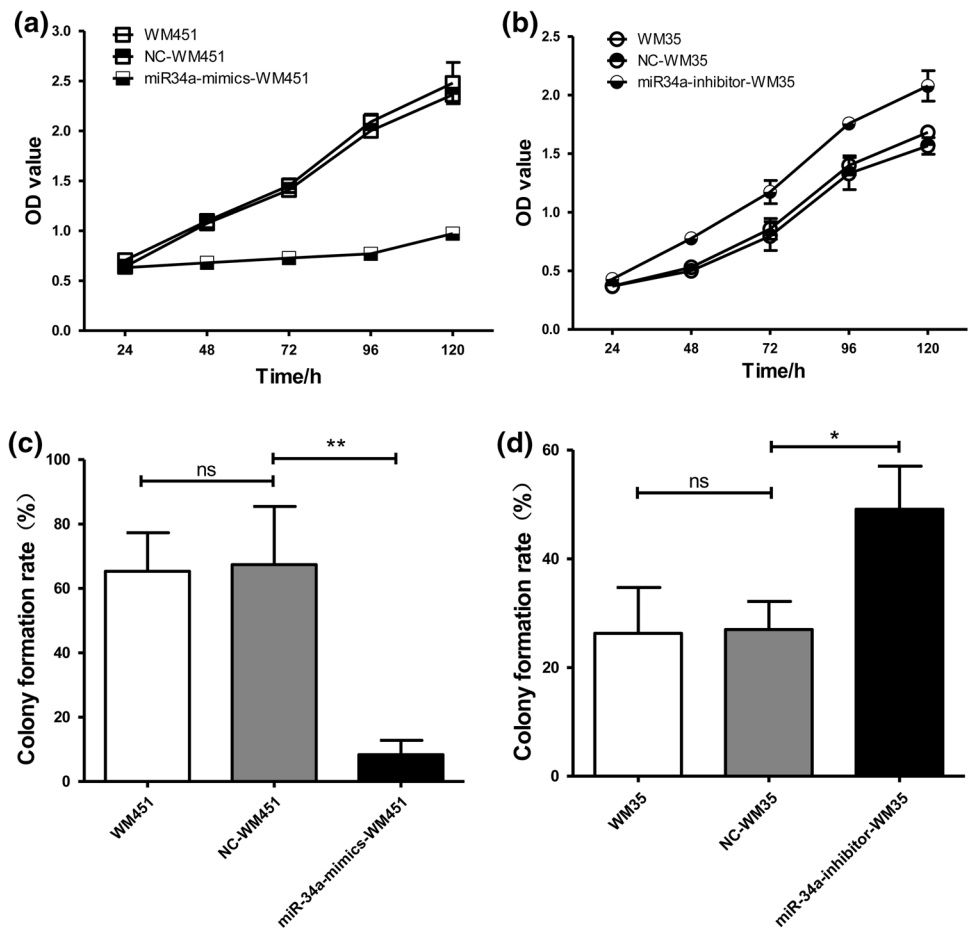 (a)
3.0
2.5
2.0
1.5
1.0
0.5
0.0
OD value
WM451
NC-WM451
miR34a-mimics-WM451
24 48 72 96 120
Time/h
(b)
2.5
2.0
1.5
1.0
0.5
0.0
OD value
WM35
NC-WM35
miR34a-inhibitor-WM35
24 48 72 96 120
Time/h
(c)
100
80
60
40
20
0
Colony formation rate (%)
ns
**
WM451
NC-WM451
miR-34a-mimics-WM451
(d)
60
40
20
0
Colony formation rate (%)
ns
*
WM35
NC-WM35
miR-34a-inhibitor-WM35